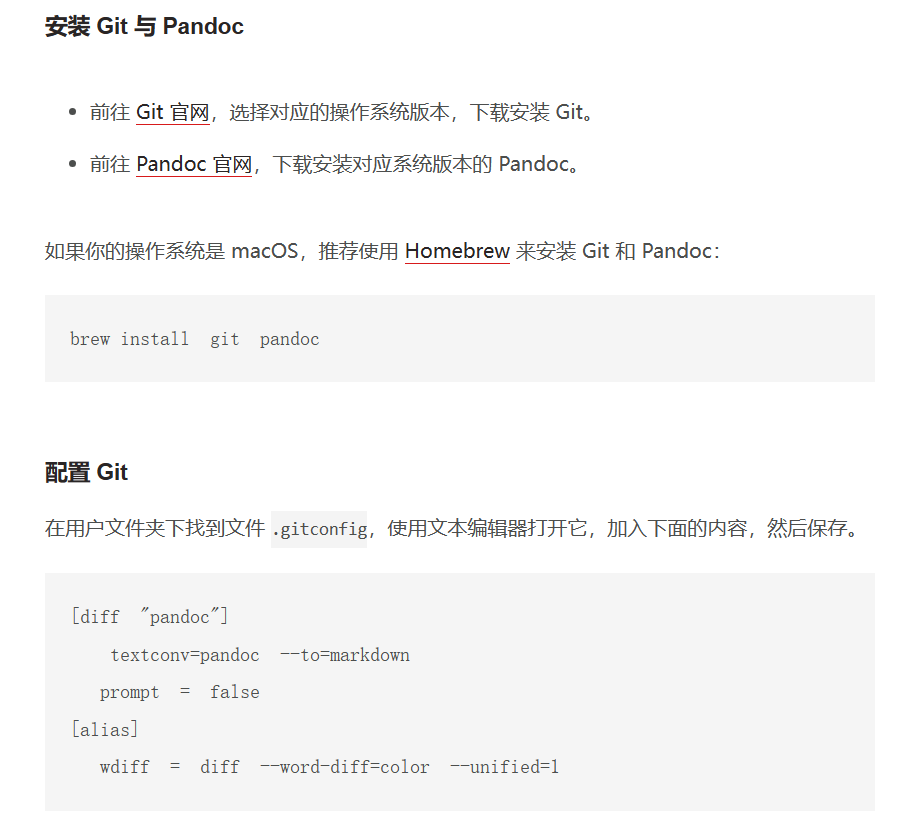 安装 Git 与 Pandoc
前往 Git 官网，选择对应的操作系统版本，下载安装 Git。
前往 Pandoc 官网，下载安装对应系统版本的 Pandoc。
如果你的操作系统是 macOS，推荐使用 Homebrew 来安装 Git 和 Pandoc：
brew install  git  pandoc
配置 Git
在用户文件夹下找到文件 .gitconfig，使用文本编辑器打开它，加入下面的内容，然后保存。
[diff  "pandoc"]
    textconv=pandoc  --to=markdown
   prompt  =  false
[alias]
   wdiff  =  diff  --word-diff=color  --unified=1